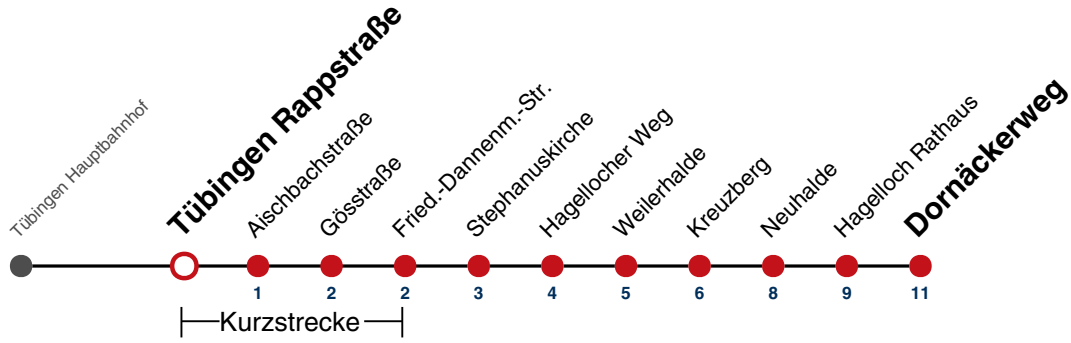 Tübingen Hauptbahnhof
Tübingen Rappstraße
Aischbachstraße
Gösstraße
Fried.-Dannenm.-Str.
Stephanuskirche
Hagellocher Weg
Weilerhalde
Kreuzberg
Neuhalde
Hagelloch Rathaus
Dornäckerweg
1 2 2 3 4 5 6 8 9 11
Kurzstrecke